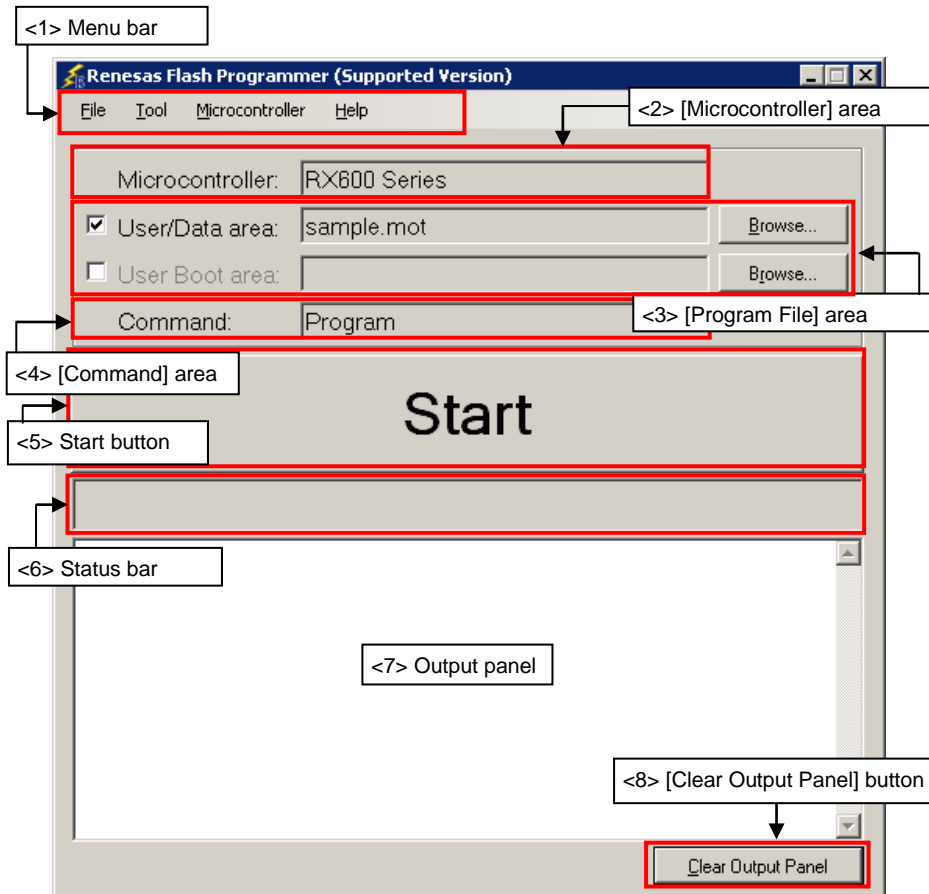 <1> Menu bar
Renesas Flash Programmer (Supported Version)
File Tool Microcontroller Help
<2> [Microcontroller] area
Microcontroller: RX600 Series
User/Data area: sample.mot Browse...
User Boot area: Browse...
<3> [Program File] area
Command: Program
<4> [Command] area
Start
<5> Start button
<6> Status bar
<7> Output panel
<8> [Clear Output Panel] button
Clear Output Panel